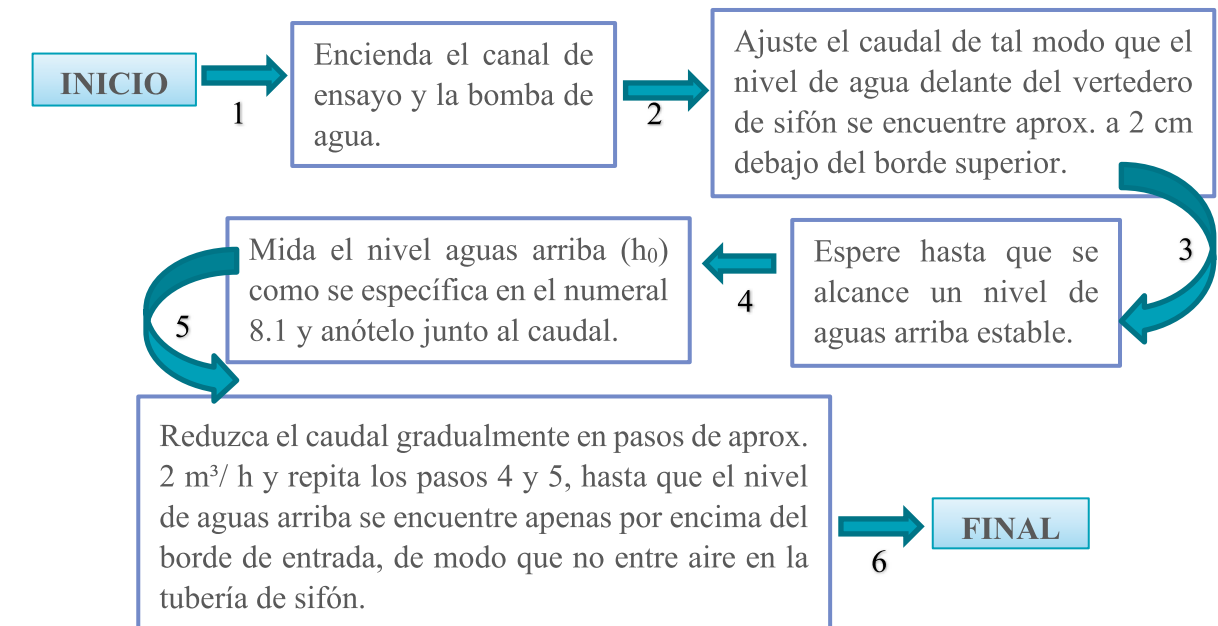 INICIO
1
Encienda el canal de
ensayo y la bomba de
agua.
2
Ajuste el caudal de tal modo que el
nivel de agua delante del vertedero
de sifón se encuentre aprox. a 2 cm
debajo del borde superior.
3
Espere hasta que se
alcance un nivel de
aguas arriba estable.
4
Mida el nivel aguas arriba (h₀)
como se específica en el numeral
8.1 y anótelo junto al caudal.
5
Reduzca el caudal gradualmente en pasos de aprox.
2 m³/ h y repita los pasos 4 y 5, hasta que el nivel
de aguas arriba se encuentre apenas por encima del
borde de entrada, de modo que no entre aire en la
tubería de sifón.
6
FINAL